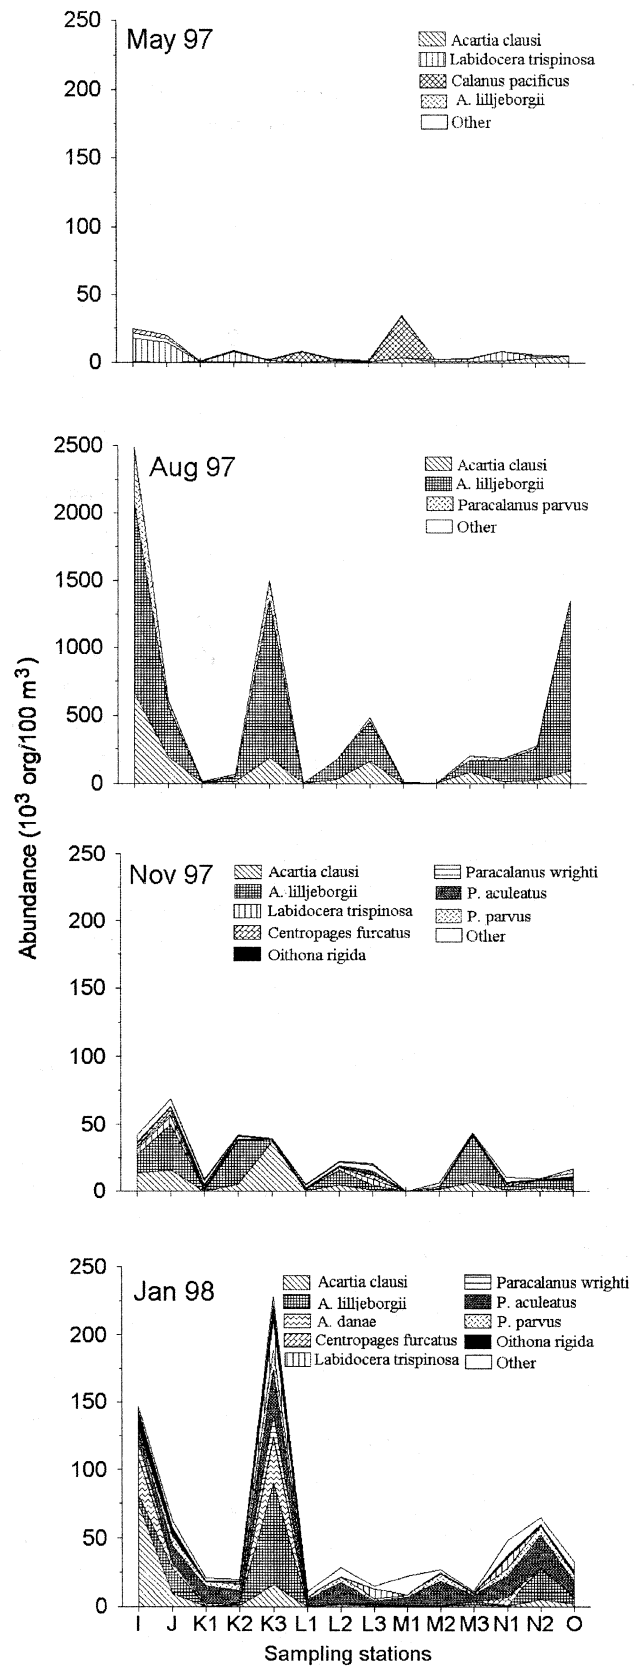 May 97
Acartia clausi
Labidocera trispinosa
Calanus pacificus
A. lilljeborgii
Other
250
200
150
100
50
0
Aug 97
Acartia clausi
A. lilljeborgii
Paracalanus parvus
Other
2500
2000
1500
1000
500
0
Abundance (10³ org/100 m³)
Nov 97
Acartia clausi
A. lilljeborgii
Labidocera trispinosa
Centropages furcatus
Oithona rigida
Paracalanus wrighti
P. aculeatus
P. parvus
Other
250
200
150
100
50
0
Jan 98
Acartia clausi
A. lilljeborgii
A. danae
Centropages furcatus
Labidocera trispinosa
Paracalanus wrighti
P. aculeatus
P. parvus
Oithona rigida
Other
250
200
150
100
50
0
I J K1 K2 K3 L1 L2 L3 M1 M2 M3 N1 N2 O
Sampling stations